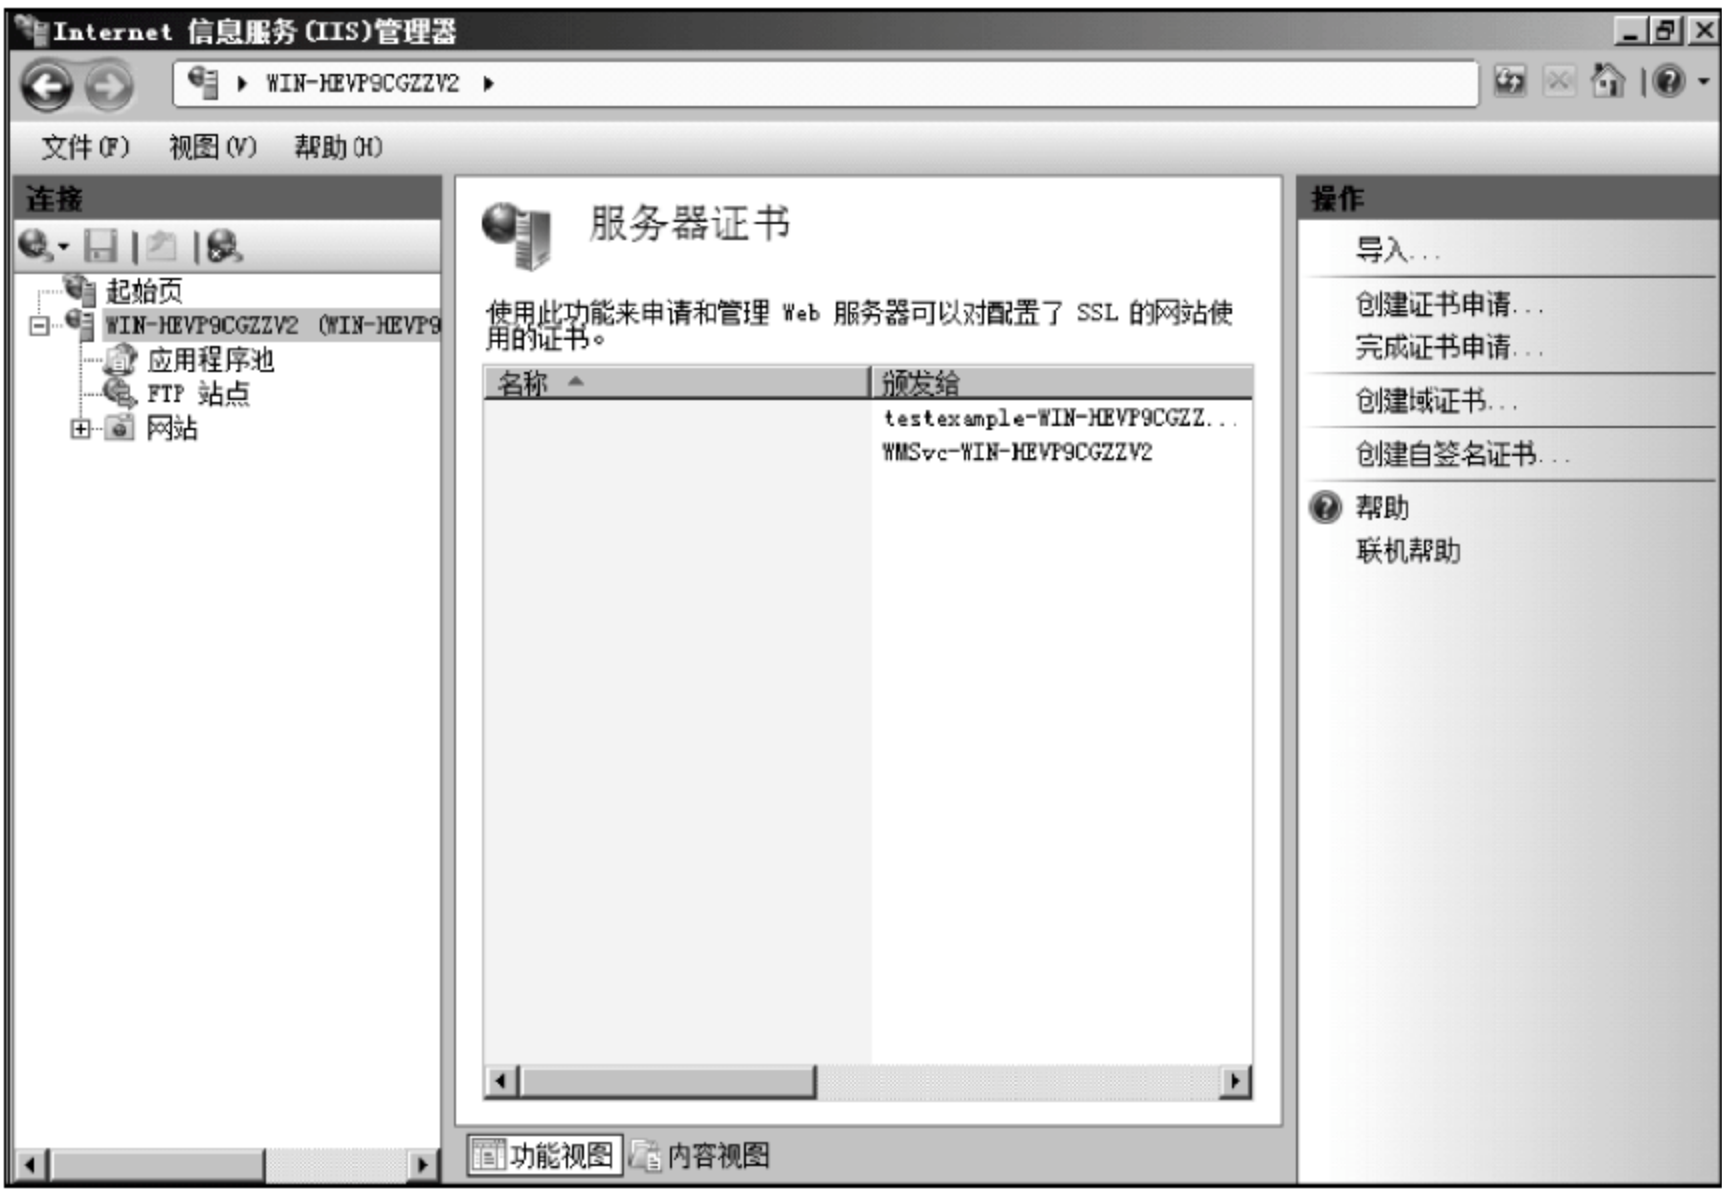 Internet 信息服务(IIS)管理器
WIN-HEVP9CGZZV2
文件(F) 视图(V) 帮助(H)
连接
起始页
WIN-HEVP9CGZZV2 (WIN-HEVP9
应用程序池
FTP 站点
网站
服务器证书
使用此功能来申请和管理 Web 服务器可以对配置了 SSL 的网站使
用的证书。
名称 颁发给
testexample-WIN-HEVP9CGZZ...
WMSvc-WIN-HEVP9CGZZV2
功能视图 内容视图
操作
导入...
创建证书申请...
完成证书申请...
创建域证书...
创建自签名证书...
帮助
联机帮助